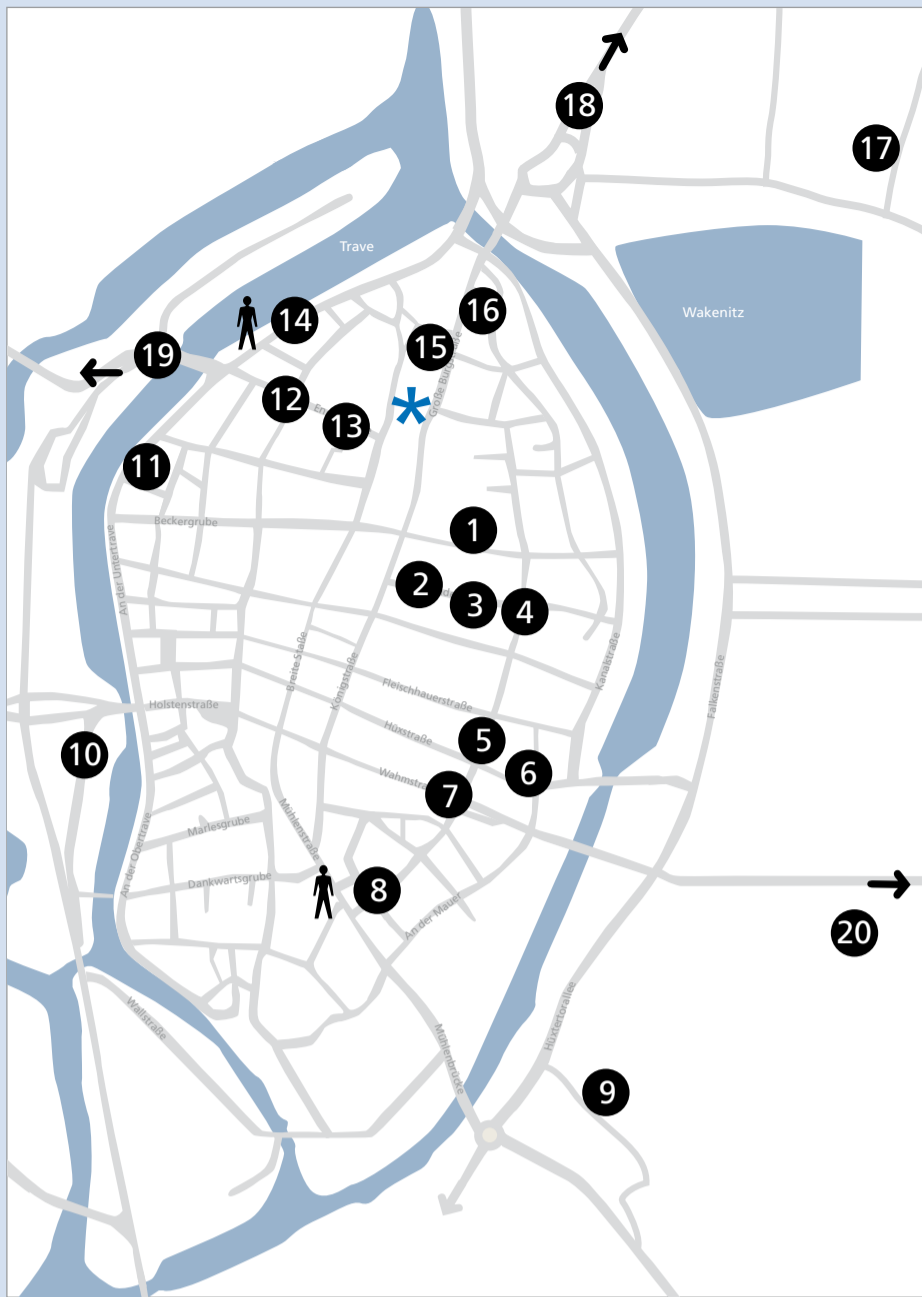 18
17
Trave
Wakenitz
14
16
15
19
Große Burgstraße
12
13
11
Beckergrube
1
An der Untertrave
2
3
4
Breite Staße
Königstraße
Kanalstraße
Falkenstraße
Fleischhauerstraße
Holstenstraße
Hüxstraße
5
10
6
7
Mühlenstraße
Marlesgrube
An der Obertrave
Dankwartsgrube
8
An der Mauer
20
Wallstraße
Hüxtertorallee
Mühlenbrücke
9